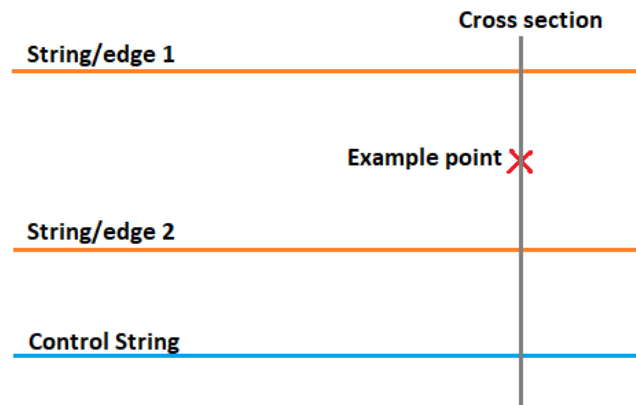 Cross section
String/edge 1
Example point
String/edge 2
Control String